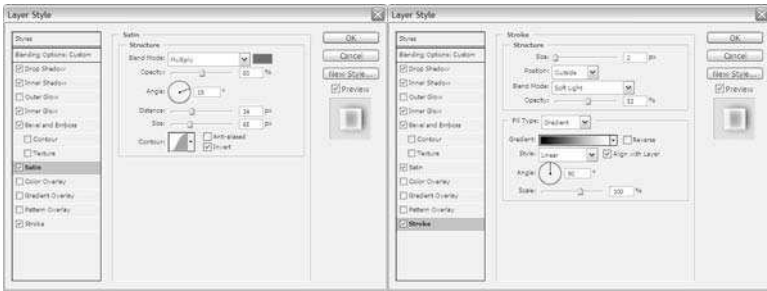 Layer Style
Styles
Blending Options: Custom
Drop Shadow
Inner Shadow
Outer Glow
Inner Glow
Bevel and Emboss
Contour
Texture
Satin
Color Overlay
Gradient Overlay
Pattern Overlay
Stroke
Satin
Structure
Blend Mode: Multiply
Opacity: %
Angle: 18 °
Distance: 34 px
Size: 48 px
Contour: Anti-aliased
Invert
OK
Cancel
New Style...
Preview
Layer Style
Styles
Blending Options: Custom
Drop Shadow
Inner Shadow
Outer Glow
Inner Glow
Bevel and Emboss
Contour
Texture
Satin
Color Overlay
Gradient Overlay
Pattern Overlay
Stroke
Stroke
Structure
Size: 2 px
Position: Outside
Blend Mode: Soft Light
Opacity: %
Fill Type: Gradient
Gradient: Reverse
Style: Linear Align with Layer
Angle: 90 °
Scale: 100 %
OK
Cancel
New Style...
Preview